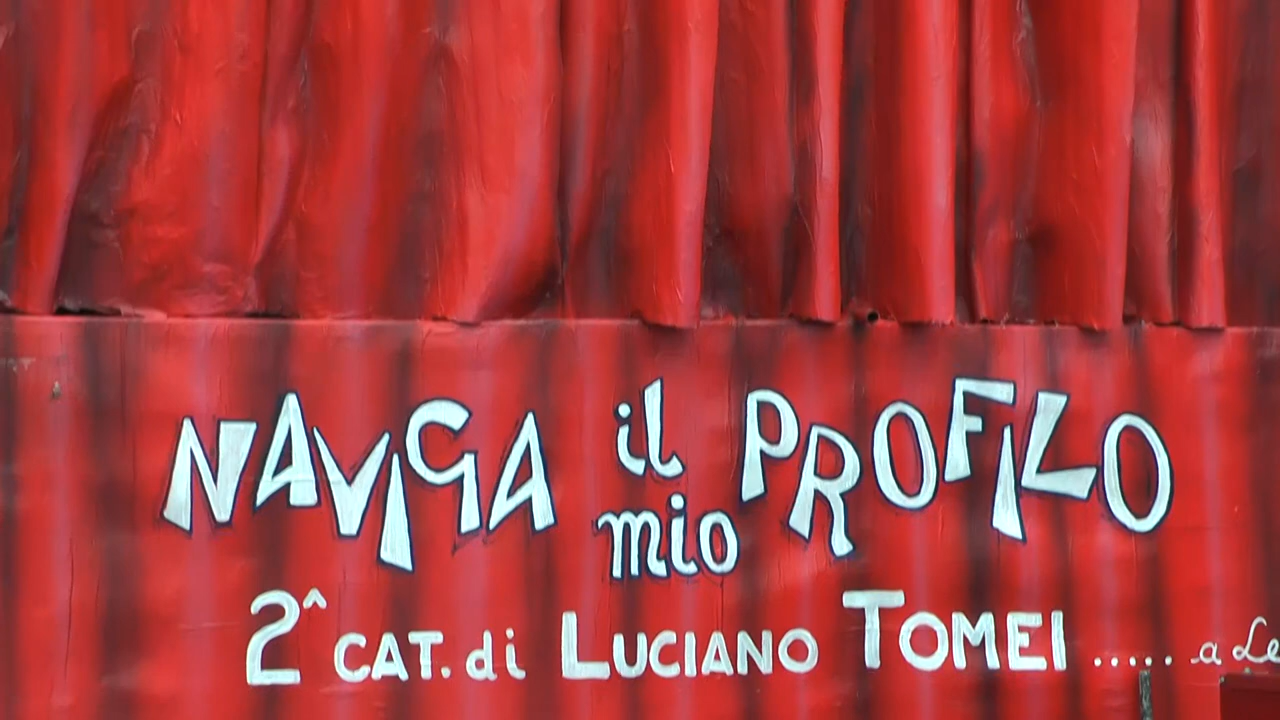 NAVIGA il PROFILO
mio
2^ CAT. di LUCIANO TOMEI ..... a